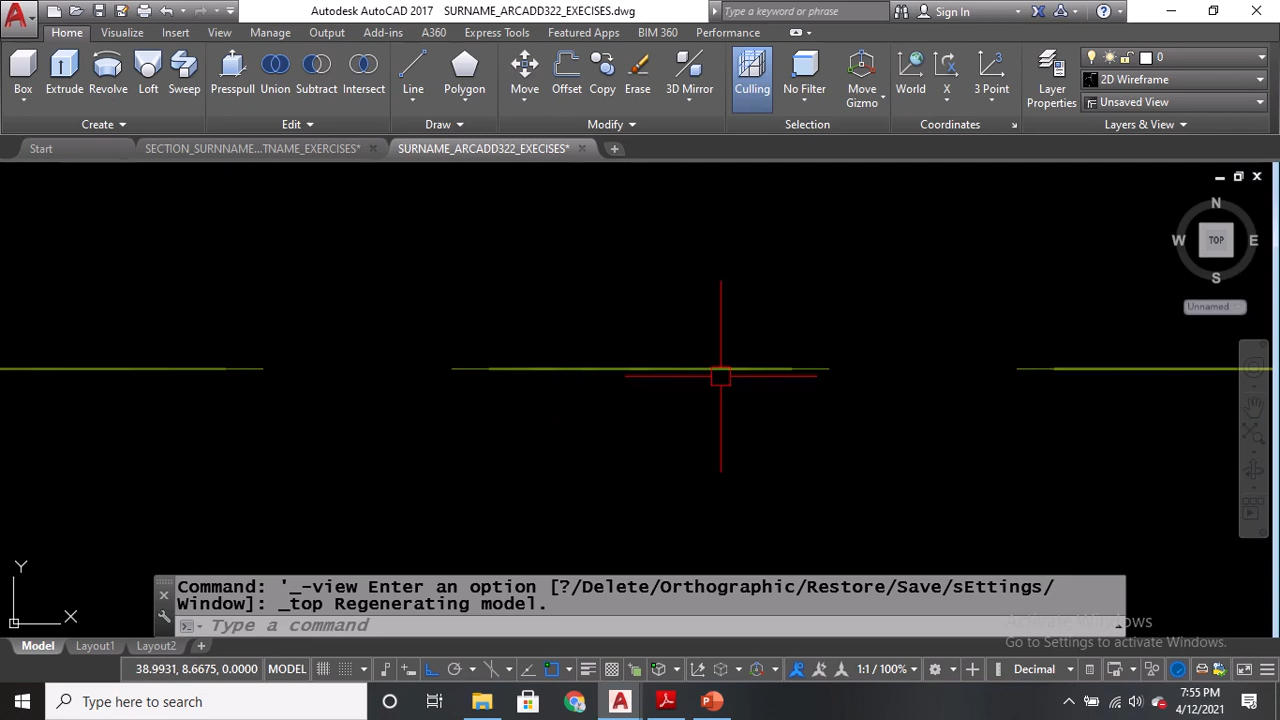 Autodesk AutoCAD 2017 SURNAME_ARCADD322_EXECISES.dwg
Type a keyword or phrase
Sign In
Home Visualize Insert View Manage Output Add-ins A360 Express Tools Featured Apps BIM 360 Performance
Box Extrude Revolve Loft Sweep
Presspull Union Subtract Intersect
Line Polygon
Move Offset Copy Erase 3D Mirror
Culling No Filter Move Gizmo
World X 3 Point
Layer Properties
0
2D Wireframe
Unsaved View
Create Edit Draw Modify Selection Coordinates Layers & View
Start SECTION_SURNNAME...TNAME_EXERCISES* SURNAME_ARCADD322_EXECISES*
N
W TOP E
S
Unnamed
Y
X
Command: '_-view Enter an option [?/Delete/Orthographic/Restore/Save/sEttings/
Window]: _top Regenerating model.
Type a command
Activate Windows
Go to Settings to activate Windows.
Model Layout1 Layout2
38.9931, 8.6675, 0.0000 MODEL 1:1 / 100% Decimal
Type here to search
7:55 PM
4/12/2021